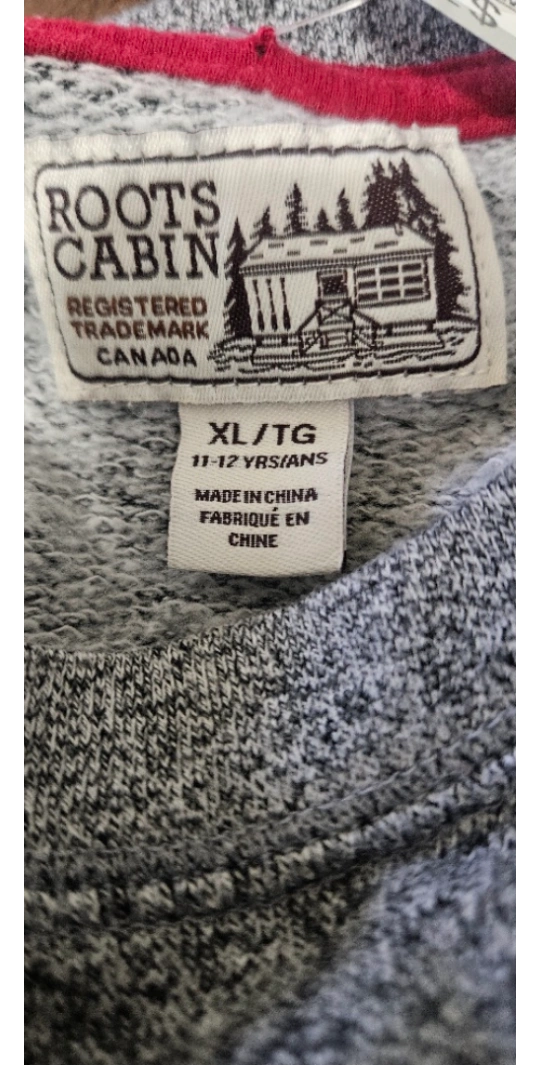 $
ROOTS
CABIN
REGISTERED
TRADEMARK
CANADA
XL/TG
11-12 YRS/ANS
MADE IN CHINA
FABRIQUÉ EN
CHINE